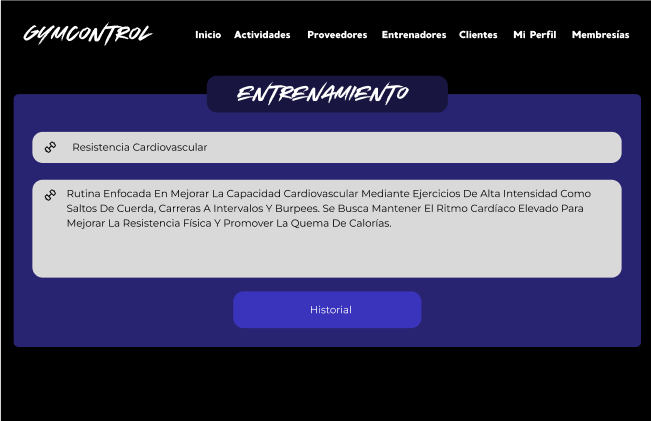 GYMCONTROL
Inicio Actividades Proveedores Entrenadores Clientes Mi Perfil Membresías
ENTRENAMIENTO
Resistencia Cardiovascular
Rutina Enfocada En Mejorar La Capacidad Cardiovascular Mediante Ejercicios De Alta Intensidad Como
Saltos De Cuerda, Carreras A Intervalos Y Burpees. Se Busca Mantener El Ritmo Cardíaco Elevado Para
Mejorar La Resistencia Física Y Promover La Quema De Calorías.
Historial